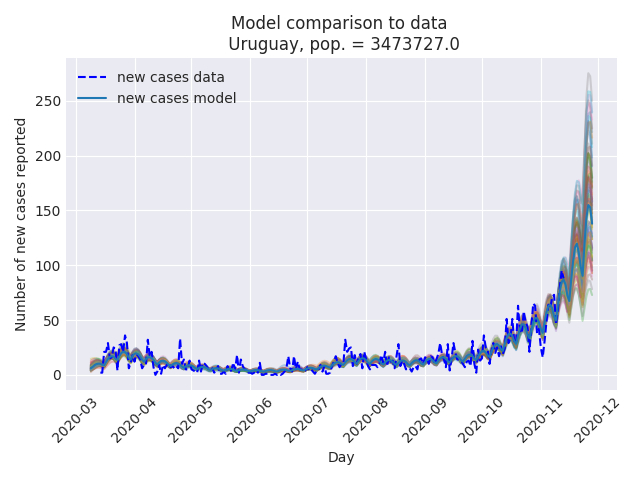 Model comparison to data
Uruguay, pop. = 3473727.0
new cases data
new cases model
Number of new cases reported
250
200
150
100
50
0
2020-03
2020-04
2020-05
2020-06
2020-07
2020-08
2020-09
2020-10
2020-11
2020-12
Day